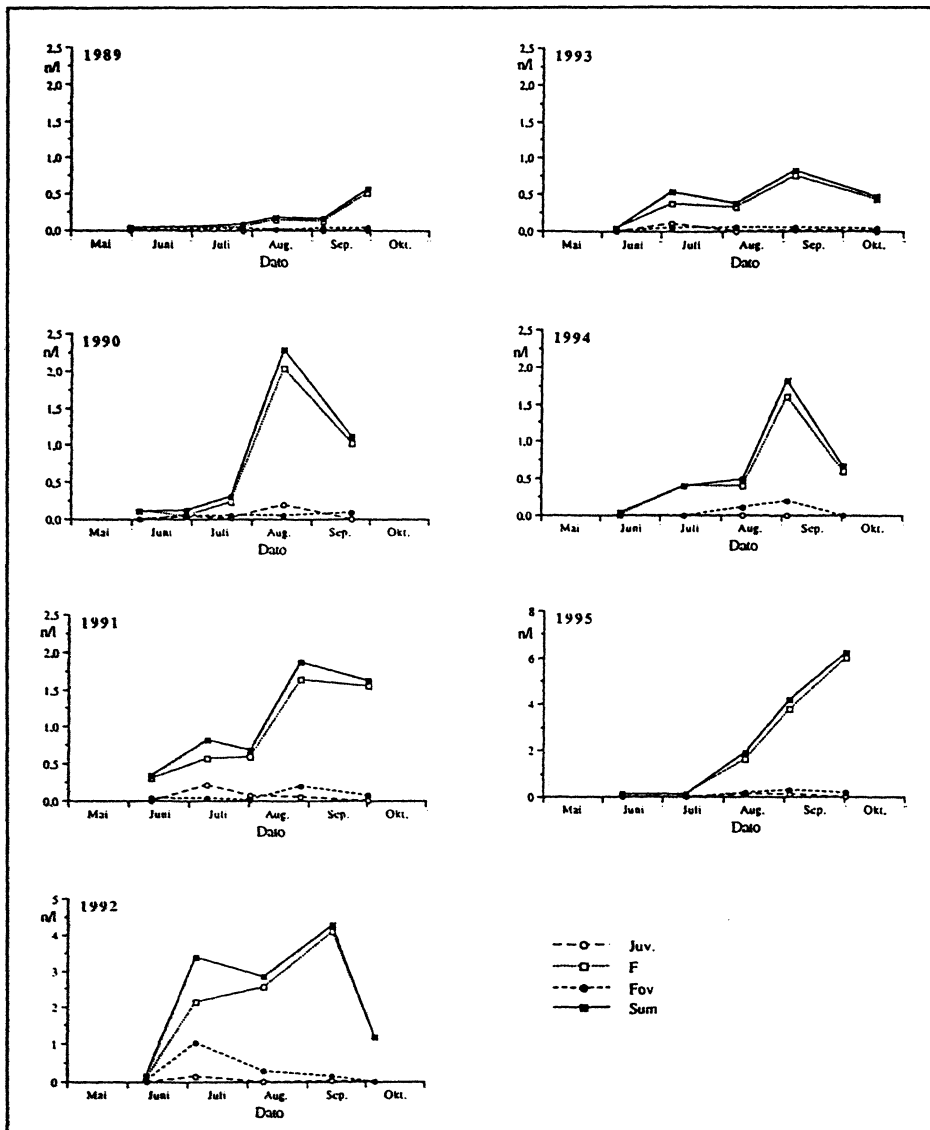 1989
n/l
2,5
2,0
1,5
1,0
0,5
0,0
Mai Juni Juli Aug. Sep. Okt.
Dato
1990
n/l
2,5
2,0
1,5
1,0
0,5
0,0
Mai Juni Juli Aug. Sep. Okt.
Dato
1991
n/l
2,5
2,0
1,5
1,0
0,5
0,0
Mai Juni Juli Aug. Sep. Okt.
Dato
1992
n/l
5
4
3
2
1
0
Mai Juni Juli Aug. Sep. Okt.
Dato
1993
n/l
2,5
2,0
1,5
1,0
0,5
0,0
Mai Juni Juli Aug. Sep. Okt.
Dato
1994
n/l
2,5
2,0
1,5
1,0
0,5
0,0
Mai Juni Juli Aug. Sep. Okt.
Dato
1995
n/l
8
6
4
2
0
Mai Juni Juli Aug. Sep. Okt.
Dato
Juv.
F
Fov
Sum